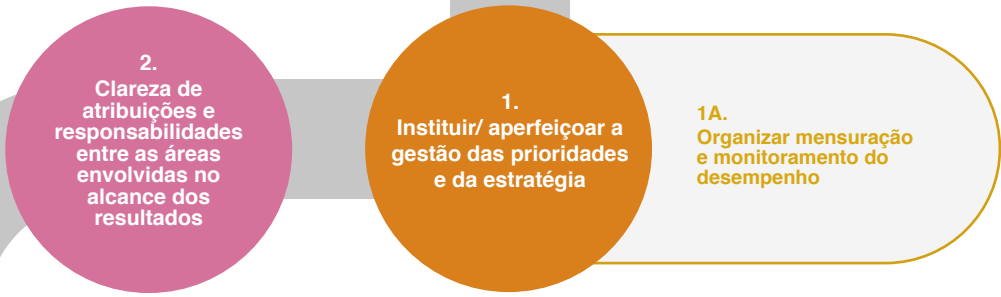 2.
Clareza de
atribuições e
responsabilidades
entre as áreas
envolvidas no
alcance dos
resultados
1.
Instituir/ aperfeiçoar a
gestão das prioridades
e da estratégia
1A.
Organizar mensuração
e monitoramento do
desempenho